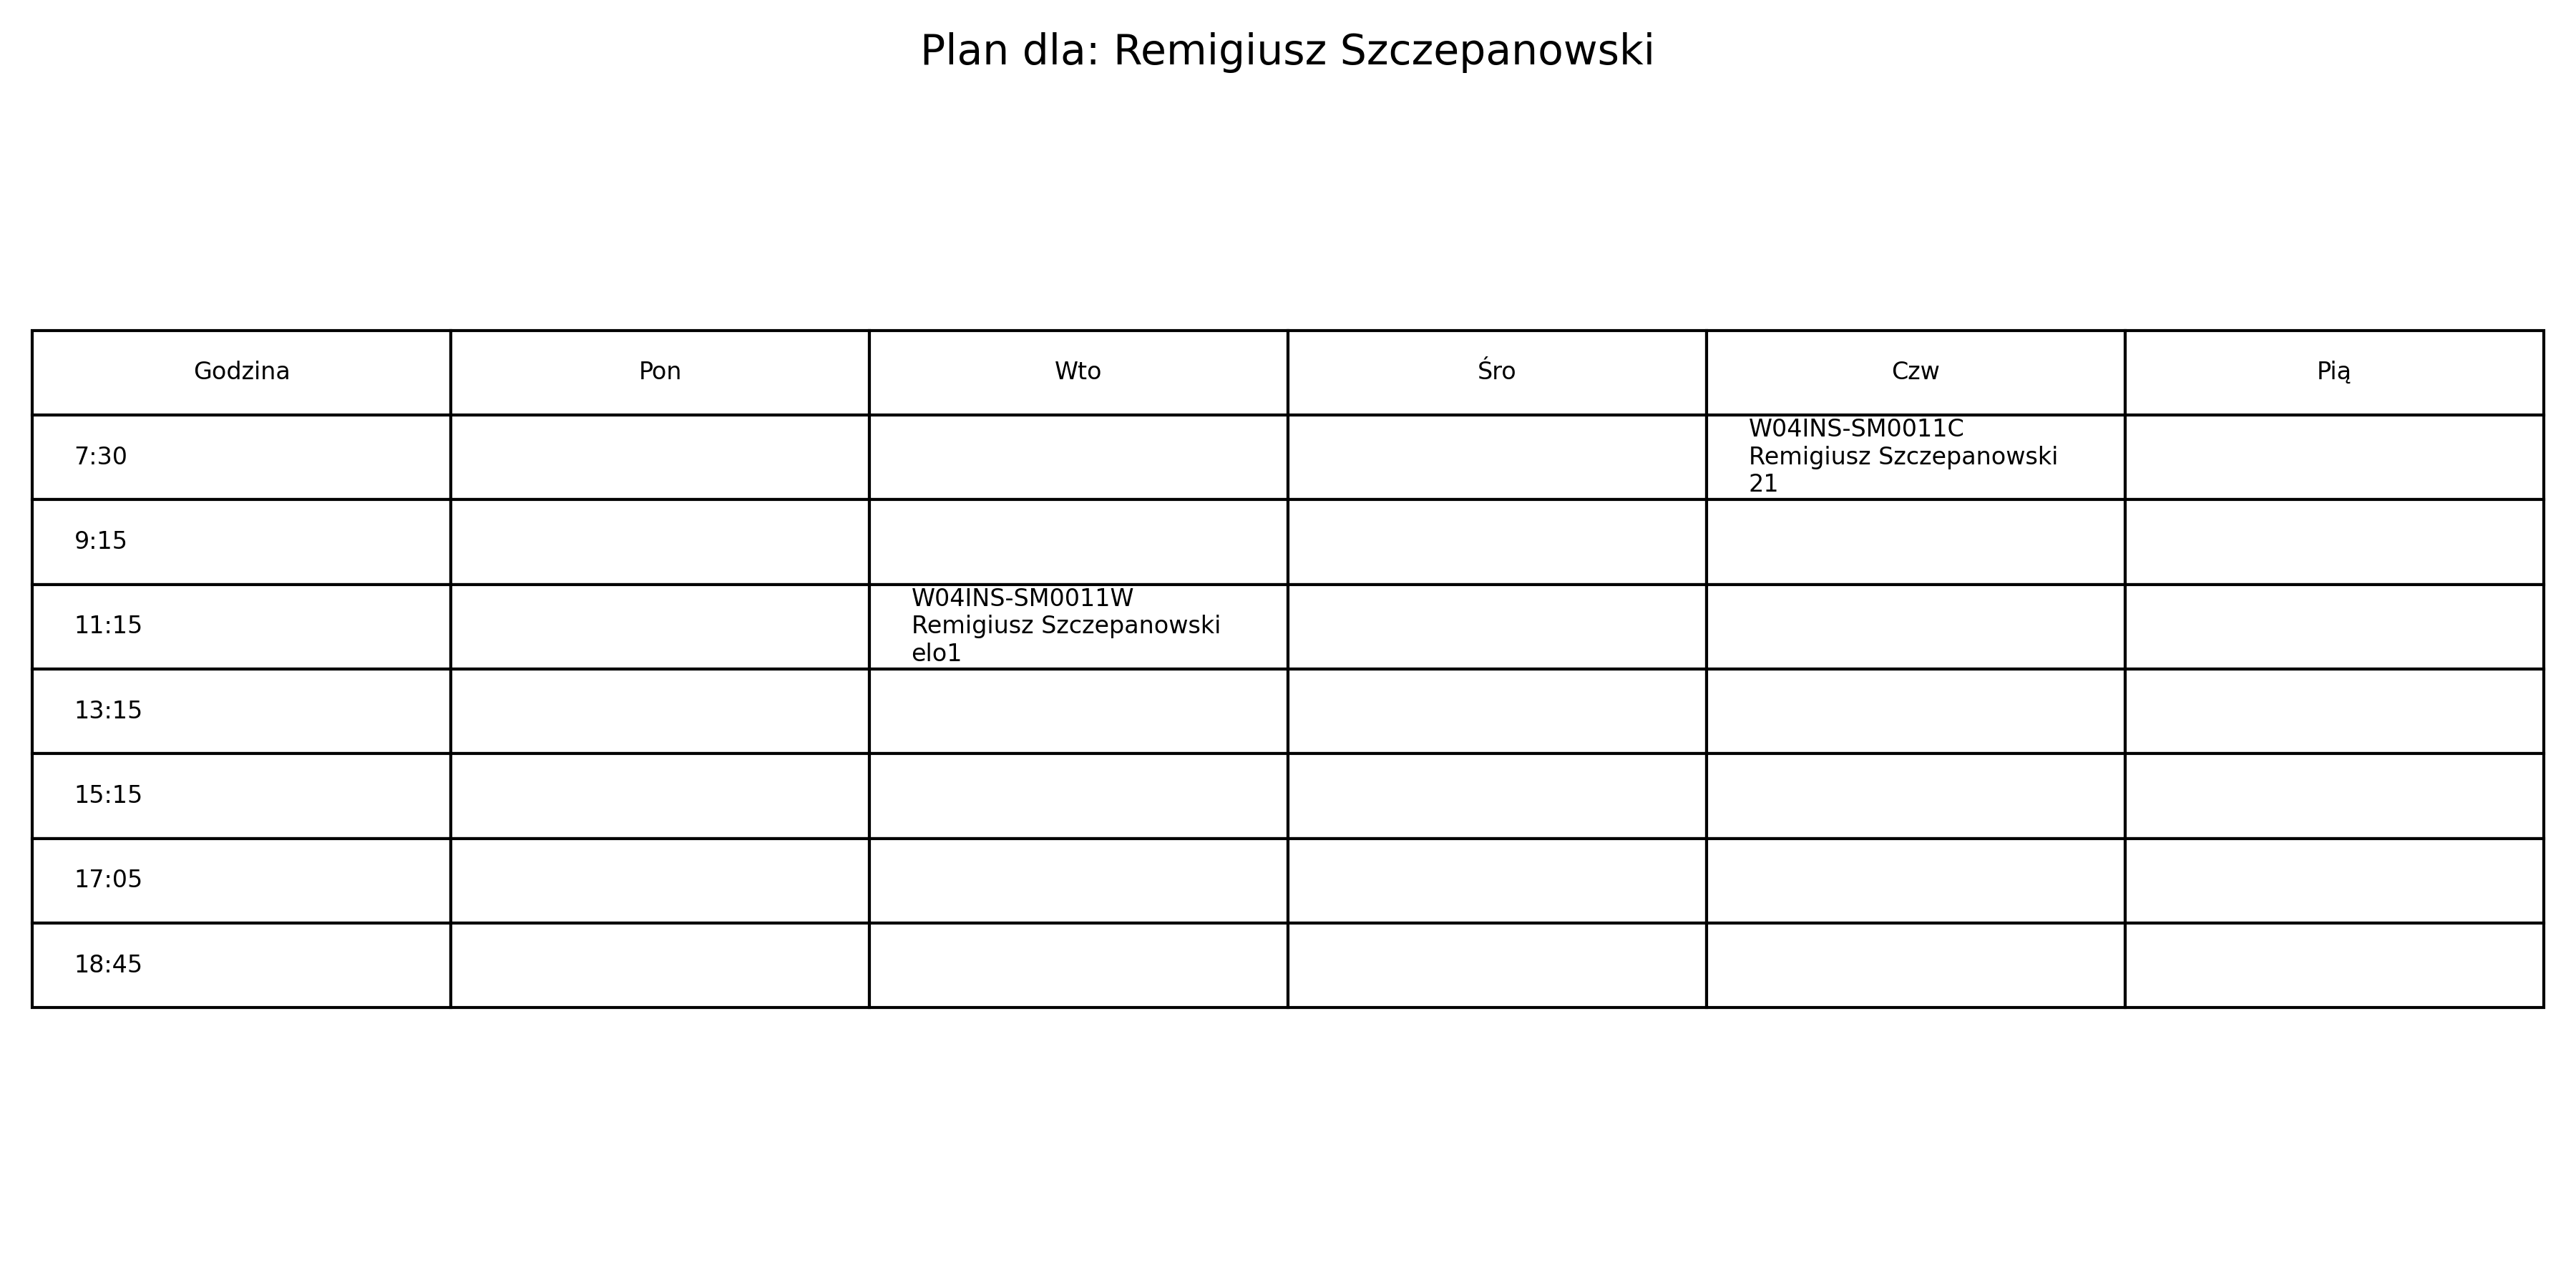 Plan dla: Remigiusz Szczepanowski
Godzina Pon Wto Śro Czw Pią
7:30
W04INS-SM0011C
Remigiusz Szczepanowski
21
9:15
11:15
W04INS-SM0011W
Remigiusz Szczepanowski
elo1
13:15
15:15
17:05
18:45